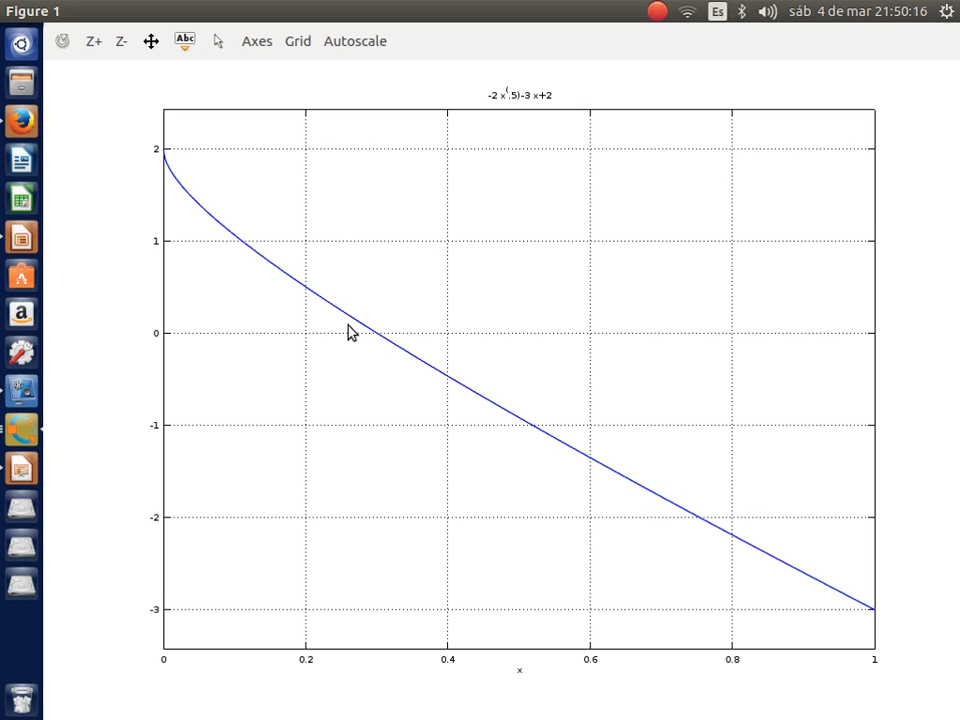 Figure 1
Es
sáb 4 de mar 21:50:16
Z+ Z- Abc Axes Grid Autoscale
-2 x(.5)-3 x+2
2
1
0
-1
-2
-3
0 0.2 0.4 0.6 0.8 1
x
a